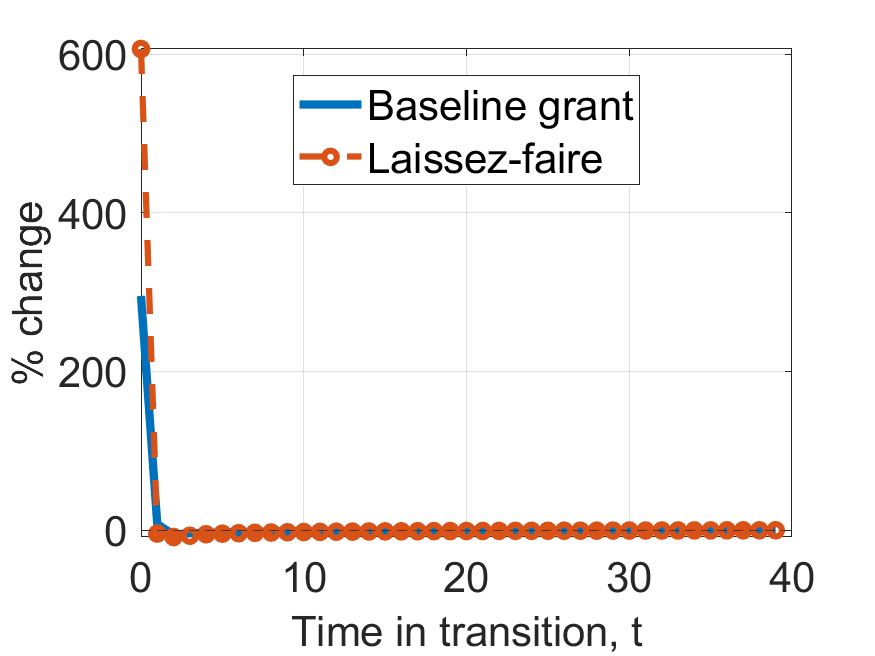 600
400
200
0
% change
Baseline grant
Laissez-faire
0 10 20 30 40
Time in transition, t